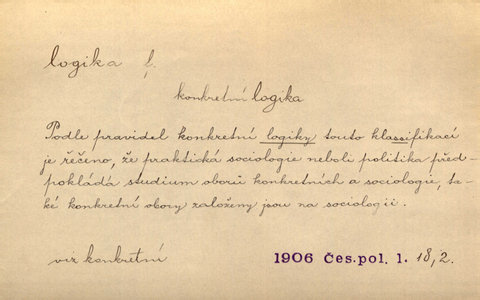 logika f.
konkretní logika
Podle pravidel konkretní logiky touto klassifikací
je řečeno, že praktická sociologie neboli politika před-
pokládá studium oborů konkretních a sociologie, ta-
ké konkretní obory založeny jsou na sociologii.
viz konkretní
1906 Čes.pol. 1. 18,2.